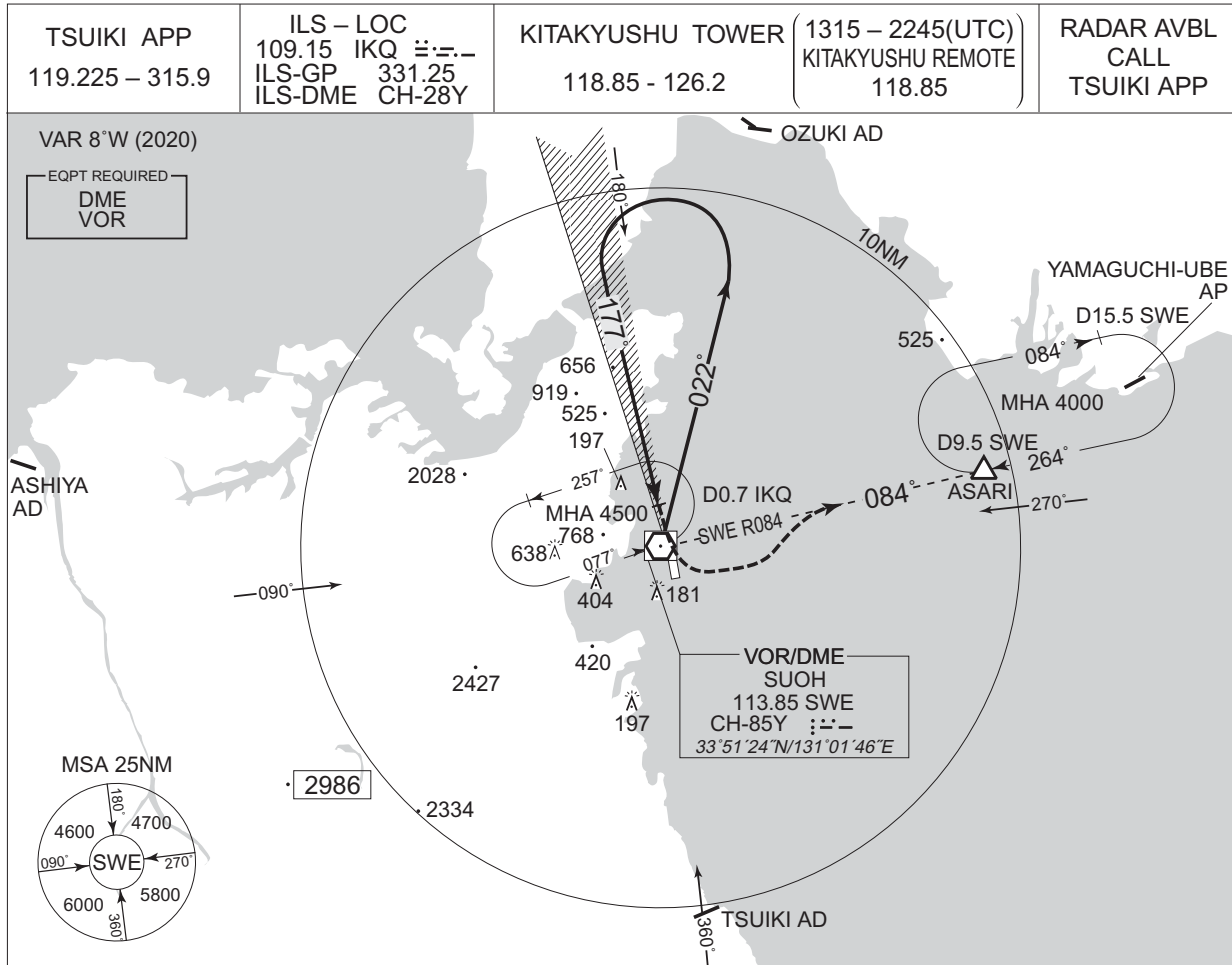 TSUIKI APP
119.225 – 315.9
ILS – LOC
109.15 IKQ
ILS-GP 331.25
ILS-DME CH-28Y
KITAKYUSHU TOWER
118.85 - 126.2
1315 – 2245(UTC)
KITAKYUSHU REMOTE
118.85
RADAR AVBL
CALL
TSUIKI APP
VAR 8°W (2020)
EQPT REQUIRED
DME
VOR
OZUKI AD
180°
10NM
YAMAGUCHI-UBE
AP
D15.5 SWE
177°
022°
525
084°
656
919
525
197
MHA 4000
D9.5 SWE
264°
ASARI
ASHIYA
AD
2028
257°
D0.7 IKQ
MHA 4500
SWE R084
084°
270°
768
638
077°
404
181
090°
420
2427
197
VOR/DME
SUOH
113.85 SWE
CH-85Y
33°51´24˝N/131°01´46˝E
MSA 25NM
2986
2334
180°
4600
4700
090°
SWE
270°
6000
5800
360°
TSUIKI AD
360°